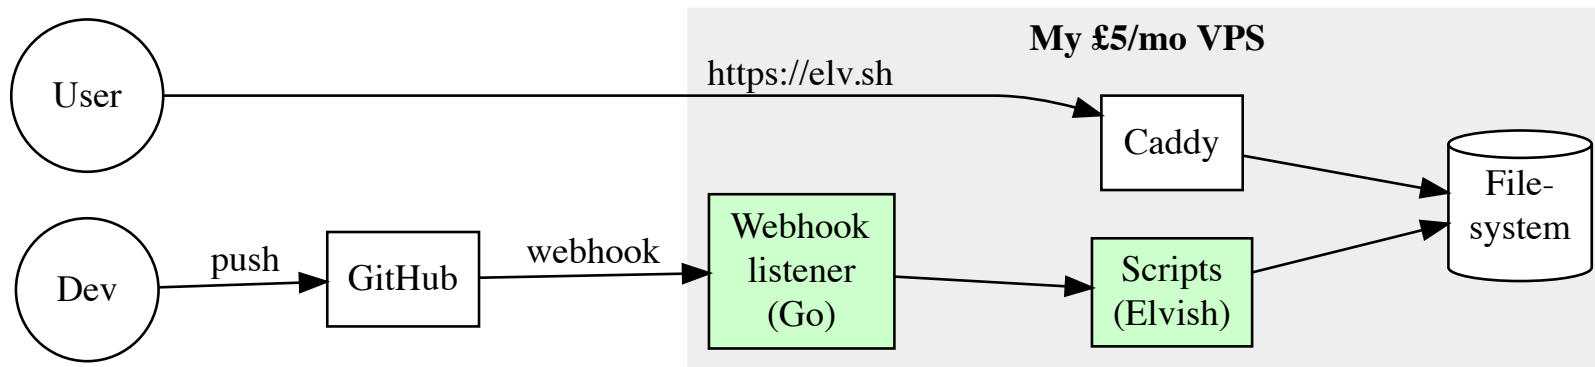 My £5/mo VPS
User
https://elv.sh
Caddy
File-
system
Dev
push
GitHub
webhook
Webhook
listener
(Go)
Scripts
(Elvish)